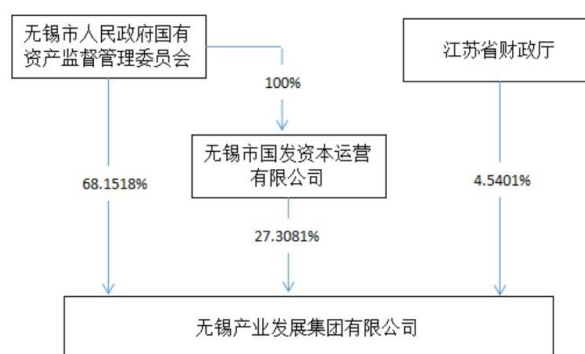 无锡市人民政府国有
资产监督管理委员会
江苏省财政厅
100%
无锡市国发资本运营
有限公司
68.1518%
4.5401%
27.3081%
无锡产业发展集团有限公司